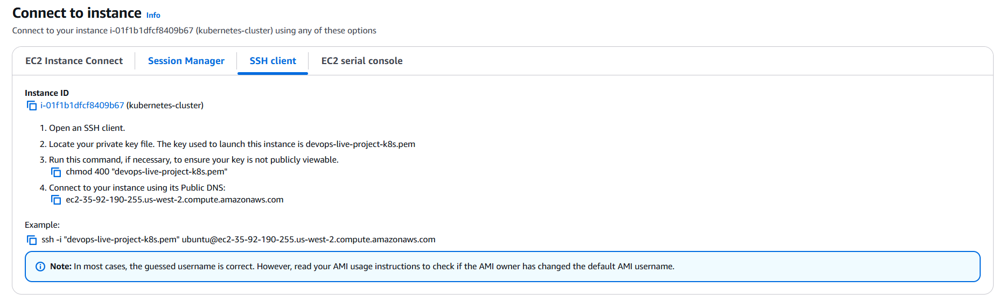 Connect to instance Info
Connect to your instance i-01f1b1dfcf8409b67 (kubernetes-cluster) using any of these options
EC2 Instance Connect
Session Manager
SSH client
EC2 serial console
Instance ID
i-01f1b1dfcf8409b67 (kubernetes-cluster)
1. Open an SSH client.
2. Locate your private key file. The key used to launch this instance is devops-live-project-k8s.pem
3. Run this command, if necessary, to ensure your key is not publicly viewable.
chmod 400 "devops-live-project-k8s.pem"
4. Connect to your instance using its Public DNS:
ec2-35-92-190-255.us-west-2.compute.amazonaws.com
Example:
ssh -i "devops-live-project-k8s.pem" ubuntu@ec2-35-92-190-255.us-west-2.compute.amazonaws.com
Note: In most cases, the guessed username is correct. However, read your AMI usage instructions to check if the AMI owner has changed the default AMI username.